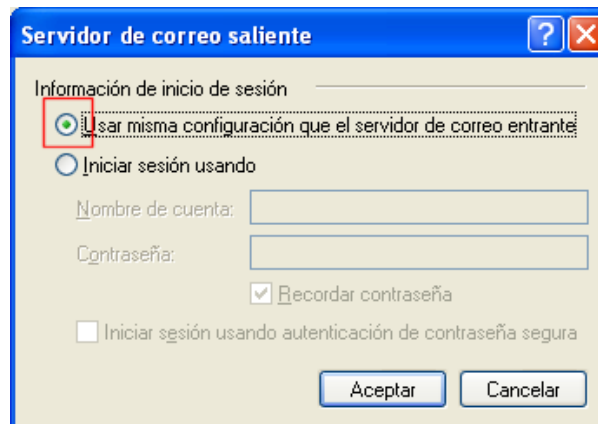 Servidor de correo saliente
Información de inicio de sesión
Usar misma configuración que el servidor de correo entrante
Iniciar sesión usando
Nombre de cuenta:
Contraseña:
Recordar contraseña
Iniciar sesión usando autenticación de contraseña segura
Aceptar Cancelar